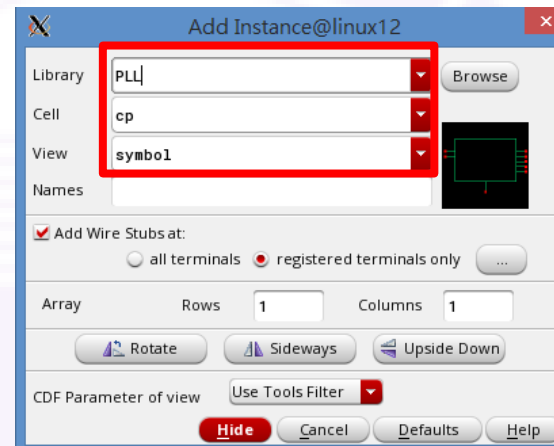 Add Instance@linux12
Library PLL Browse
Cell cp
View symbol
Names
Add Wire Stubs at:
all terminals registered terminals only ...
Array Rows 1 Columns 1
Rotate Sideways Upside Down
CDF Parameter of view Use Tools Filter
Hide Cancel Defaults Help